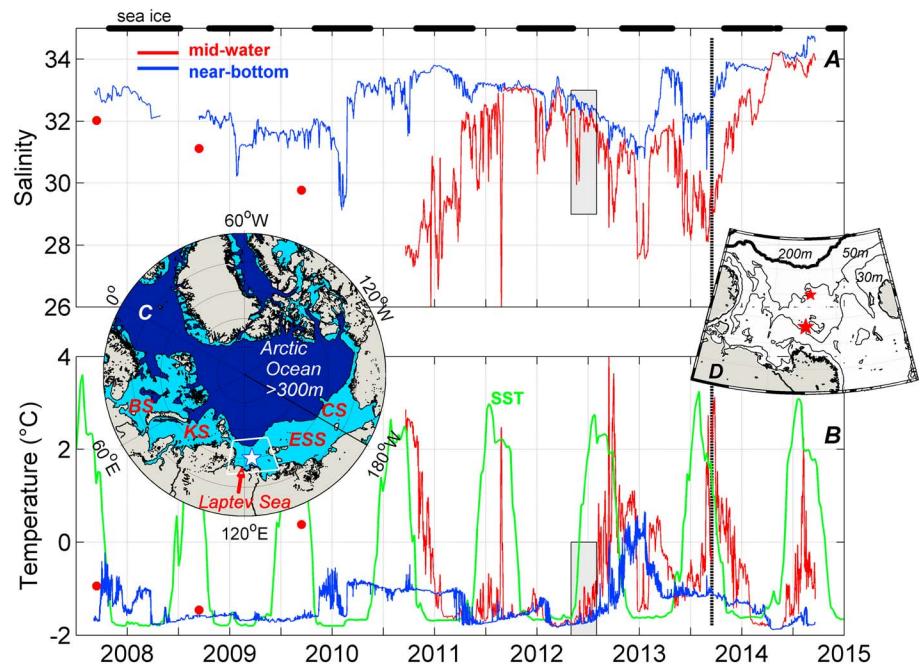 sea ice
mid-water
near-bottom
A
34
32
30
28
26
Salinity
60°W
0°
120°W
C
Arctic
Ocean
>300m
BS
KS
CS
ESS
60°E
180°W
Laptev Sea
120°E
200m
50m
30m
D
SST
B
4
2
0
-2
Temperature (°C)
2008 2009 2010 2011 2012 2013 2014 2015